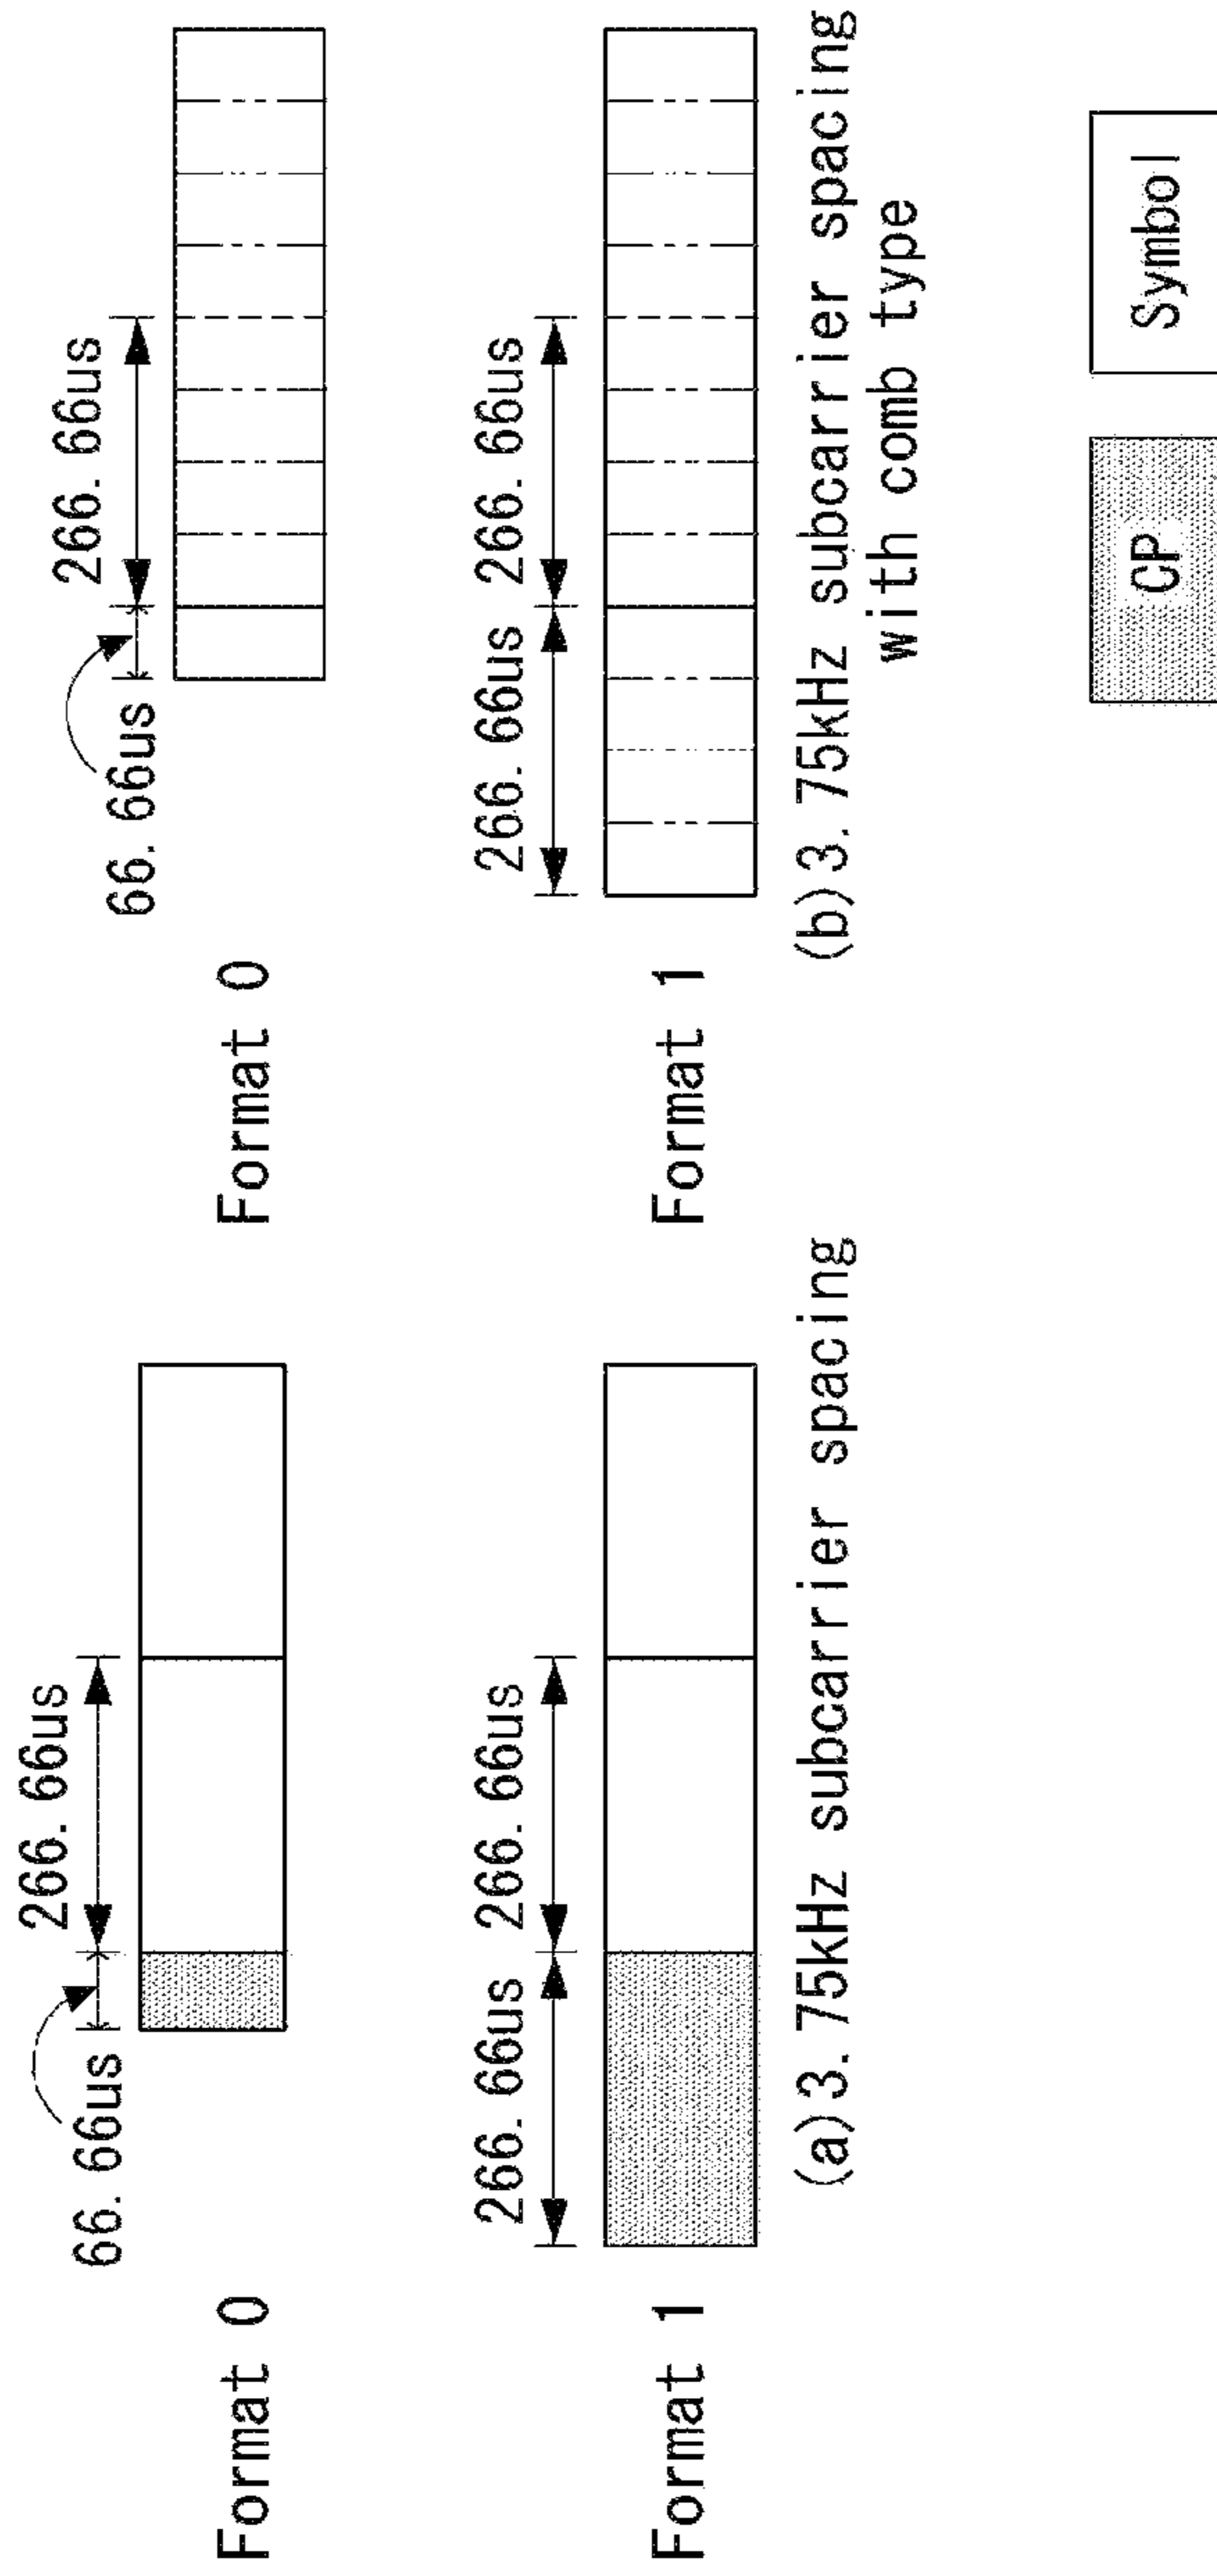 Format 0
66. 66us
266. 66us
Format 1
266. 66us
266. 66us
(a)3. 75kHz subcarrier spacing
Format 0
66. 66us
266. 66us
Format 1
266. 66us
266. 66us
(b)3. 75kHz subcarrier spacing
with comb type
CP
Symbol